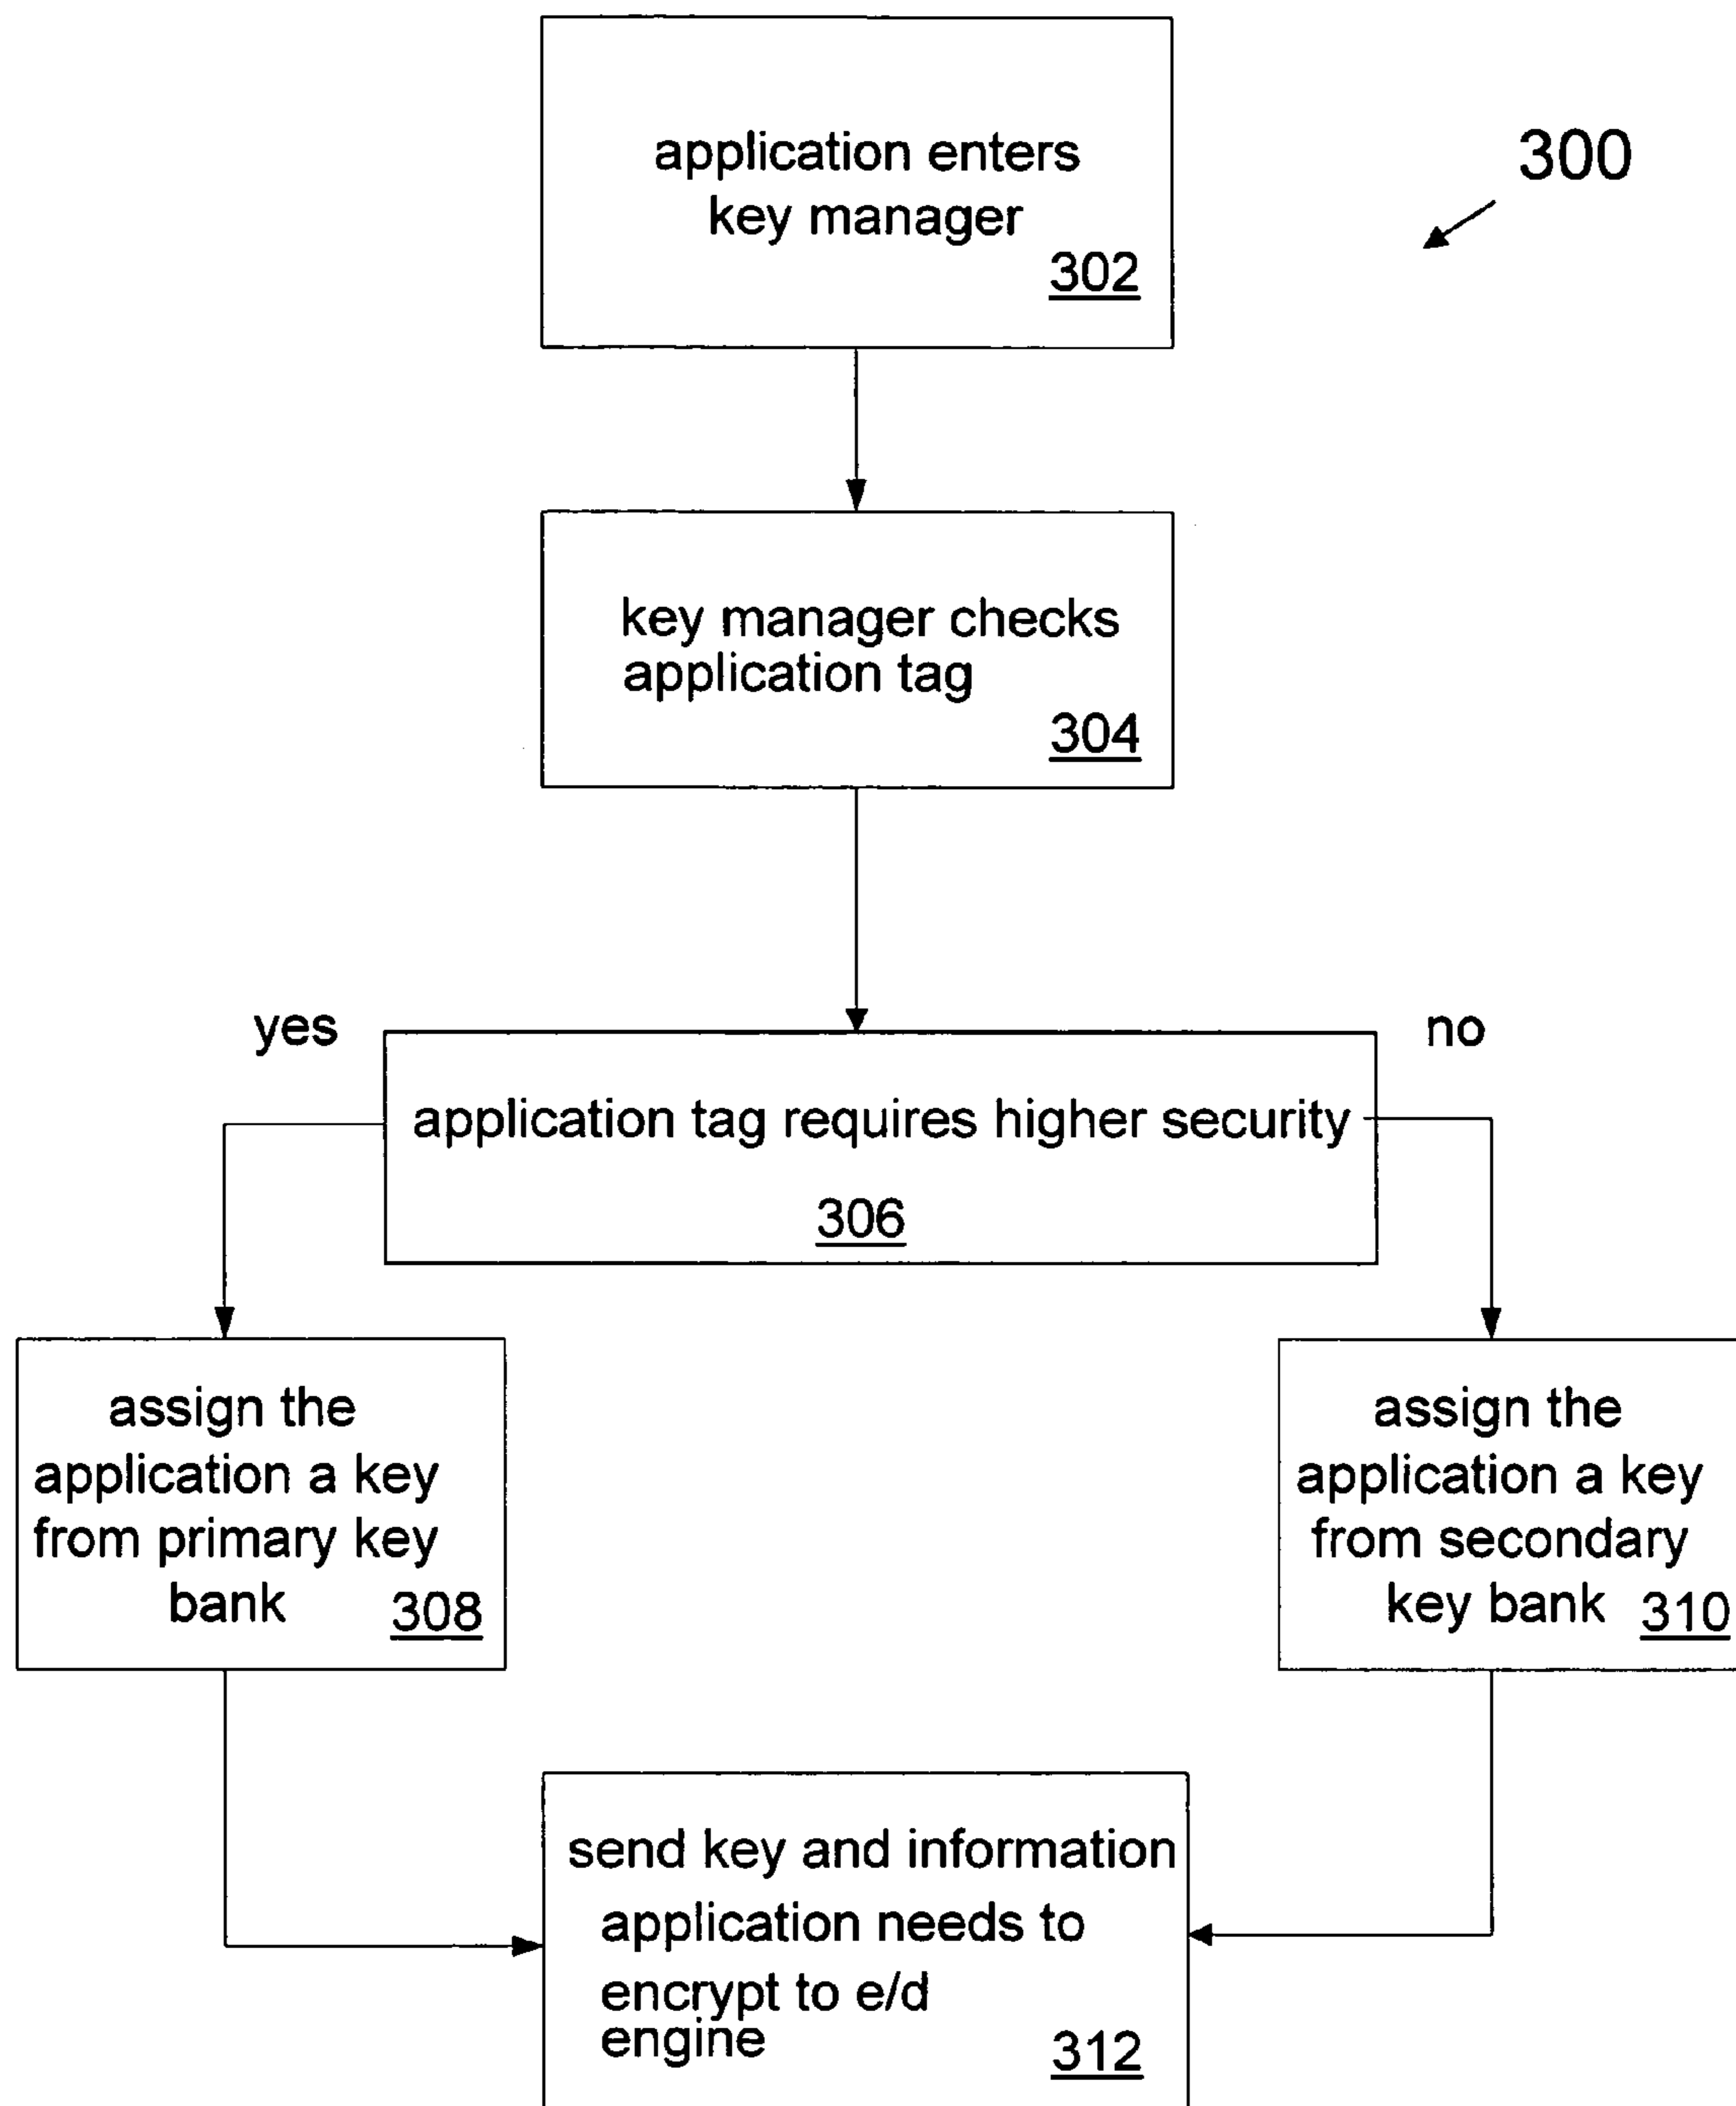 application enters
key manager
302
300
key manager checks
application tag
304
yes
no
application tag requires higher security
306
assign the
application a key
from primary key
bank
308
assign the
application a key
from secondary
key bank
310
send key and information
application needs to
encrypt to e/d
engine
312